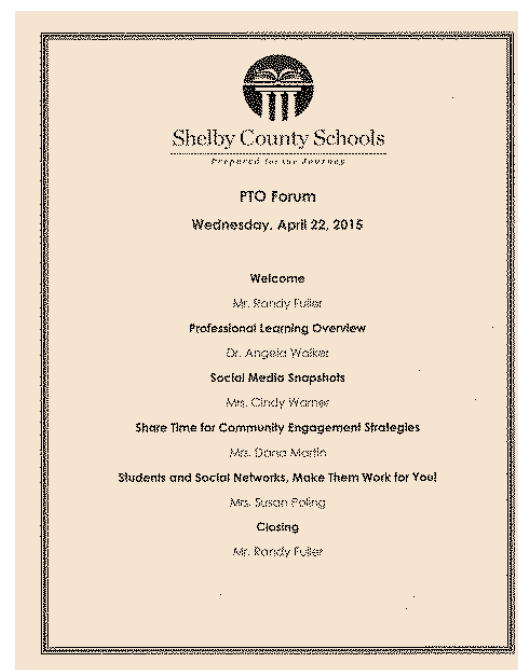 Shelby County Schools
Prepared for the Journey
PTO Forum
Wednesday, April 22, 2015
Welcome
Mr. Randy Fuller
Professional Learning Overview
Dr. Angela Walker
Social Media Snapshots
Mrs. Cindy Warner
Share Time for Community Engagement Strategies
Mrs. Dana Martin
Students and Social Networks, Make Them Work for You!
Mrs. Susan Poling
Closing
Mr. Randy Fuller